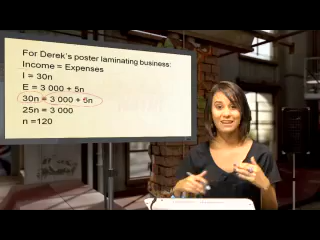 For Derek's poster laminating business:
Income = Expenses
I = 30n
E = 3 000 + 5n
30n = 3 000 + 5n
25n = 3 000
n =120